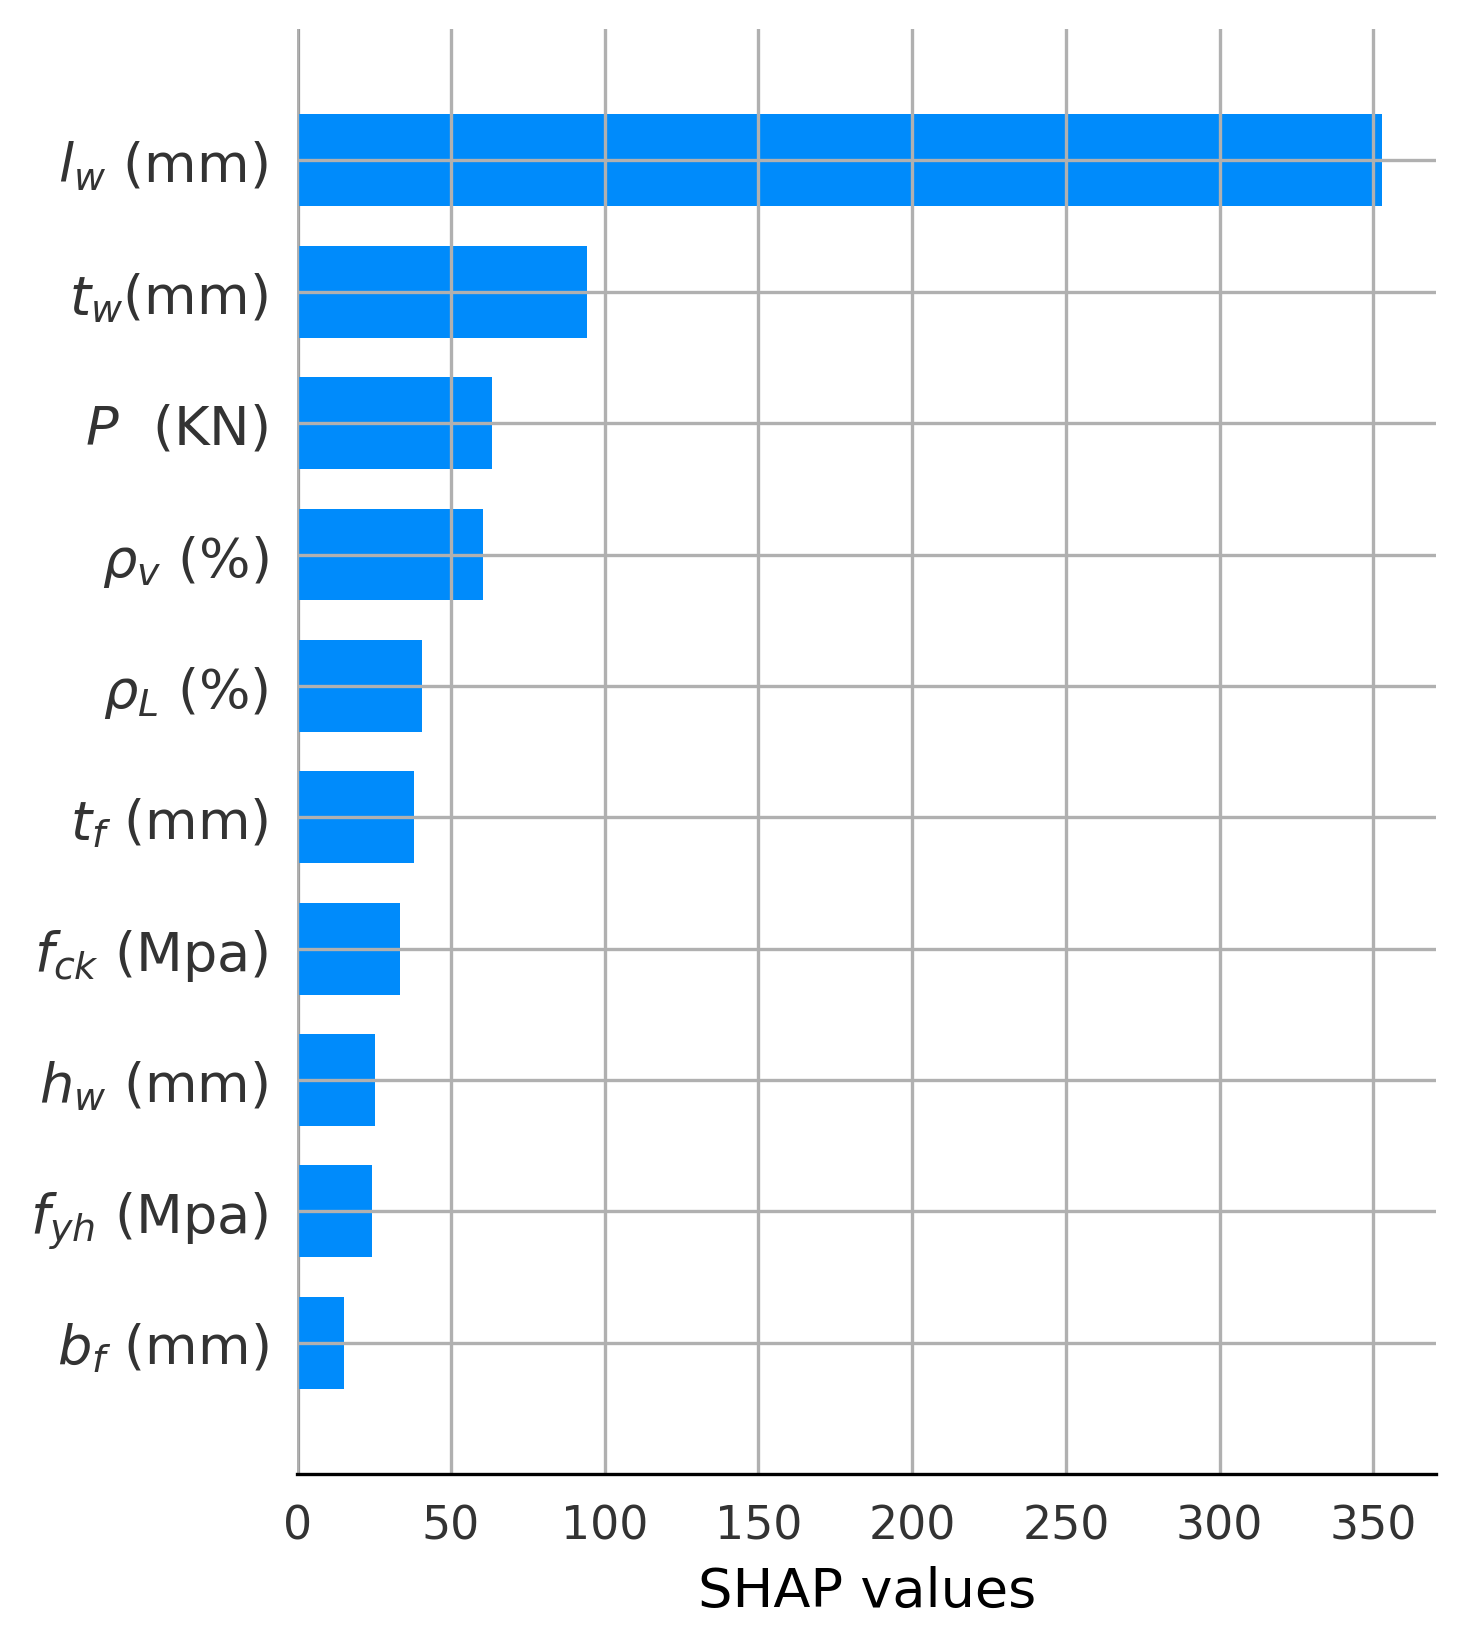 l_w (mm)
t_w(mm)
P (KN)
ρ_v (%)
ρ_L (%)
t_f (mm)
f_ck (Mpa)
h_w (mm)
f_yh (Mpa)
b_f (mm)
0 50 100 150 200 250 300 350
SHAP values